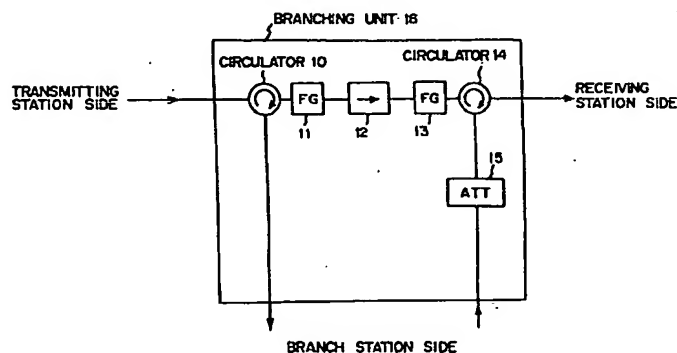 BRANCHING UNIT 16
CIRCULATOR 10
CIRCULATOR 14
TRANSMITTING
STATION SIDE
FG
11
12
FG
13
RECEIVING
STATION SIDE
15
ATT
BRANCH STATION SIDE